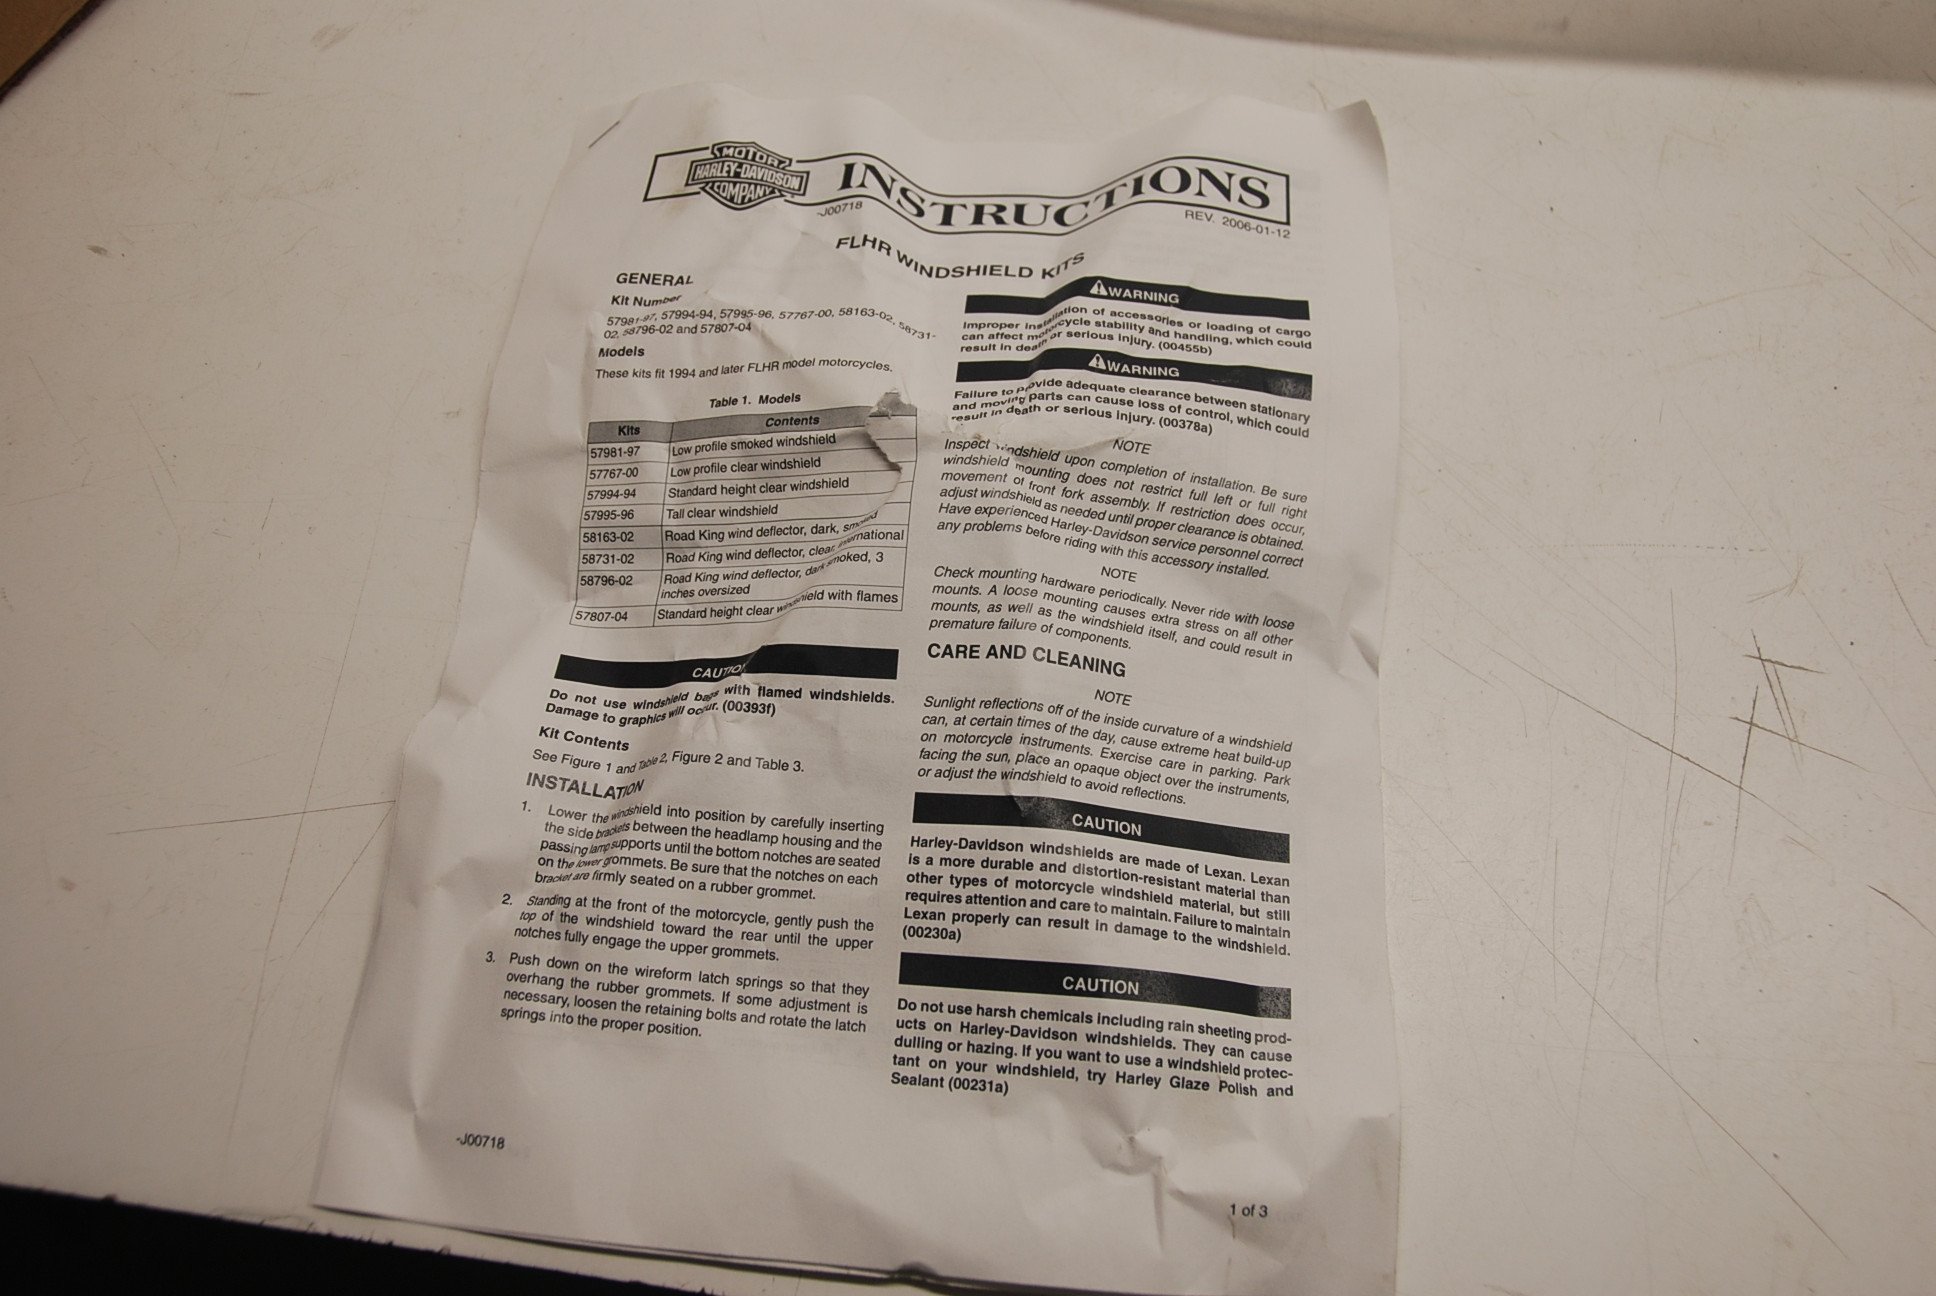 MOTOR
HARLEY-DAVIDSON
COMPANY
INSTRUCTIONS
-J00718
REV. 2006-01-12
FLHR WINDSHIELD KITS
GENERAL
Kit Number
57981-97, 57994-94, 57995-96, 57767-00, 58163-02, 58731-
02, 58796-02 and 57807-04
Models
These kits fit 1994 and later FLHR model motorcycles.
Table 1. Models
Kits Contents
57981-97 Low profile smoked windshield
57767-00 Low profile clear windshield
57994-94 Standard height clear windshield
57995-96 Tall clear windshield
58163-02 Road King wind deflector, dark, smoked
58731-02 Road King wind deflector, clear, international
58796-02 Road King wind deflector, dark smoked, 3
inches oversized
57807-04 Standard height clear windshield with flames
CAUTION
Do not use windshield bags with flamed windshields.
Damage to graphics will occur. (00393f)
Kit Contents
See Figure 1 and Table 2, Figure 2 and Table 3.
INSTALLATION
1. Lower the windshield into position by carefully inserting
the side brackets between the headlamp housing and the
passing lamp supports until the bottom notches are seated
on the lower grommets. Be sure that the notches on each
bracket are firmly seated on a rubber grommet.
2. Standing at the front of the motorcycle, gently push the
top of the windshield toward the rear until the upper
notches fully engage the upper grommets.
3. Push down on the wireform latch springs so that they
overhang the rubber grommets. If some adjustment is
necessary, loosen the retaining bolts and rotate the latch
springs into the proper position.
WARNING
Improper installation of accessories or loading of cargo
can affect motorcycle stability and handling, which could
result in death or serious injury. (00455b)
WARNING
Failure to provide adequate clearance between stationary
and moving parts can cause loss of control, which could
result in death or serious injury. (00378a)
NOTE
Inspect windshield upon completion of installation. Be sure
windshield mounting does not restrict full left or full right
movement of front fork assembly. If restriction does occur,
adjust windshield as needed until proper clearance is obtained.
Have experienced Harley-Davidson service personnel correct
any problems before riding with this accessory installed.
NOTE
Check mounting hardware periodically. Never ride with loose
mounts. A loose mounting causes extra stress on all other
mounts, as well as the windshield itself, and could result in
premature failure of components.
CARE AND CLEANING
NOTE
Sunlight reflections off of the inside curvature of a windshield
can, at certain times of the day, cause extreme heat build-up
on motorcycle instruments. Exercise care in parking. Park
facing the sun, place an opaque object over the instruments,
or adjust the windshield to avoid reflections.
CAUTION
Harley-Davidson windshields are made of Lexan. Lexan
is a more durable and distortion-resistant material than
other types of motorcycle windshield material, but still
requires attention and care to maintain. Failure to maintain
Lexan properly can result in damage to the windshield.
(00230a)
CAUTION
Do not use harsh chemicals including rain sheeting prod-
ucts on Harley-Davidson windshields. They can cause
dulling or hazing. If you want to use a windshield protec-
tant on your windshield, try Harley Glaze Polish and
Sealant (00231a)
-J00718
1 of 3